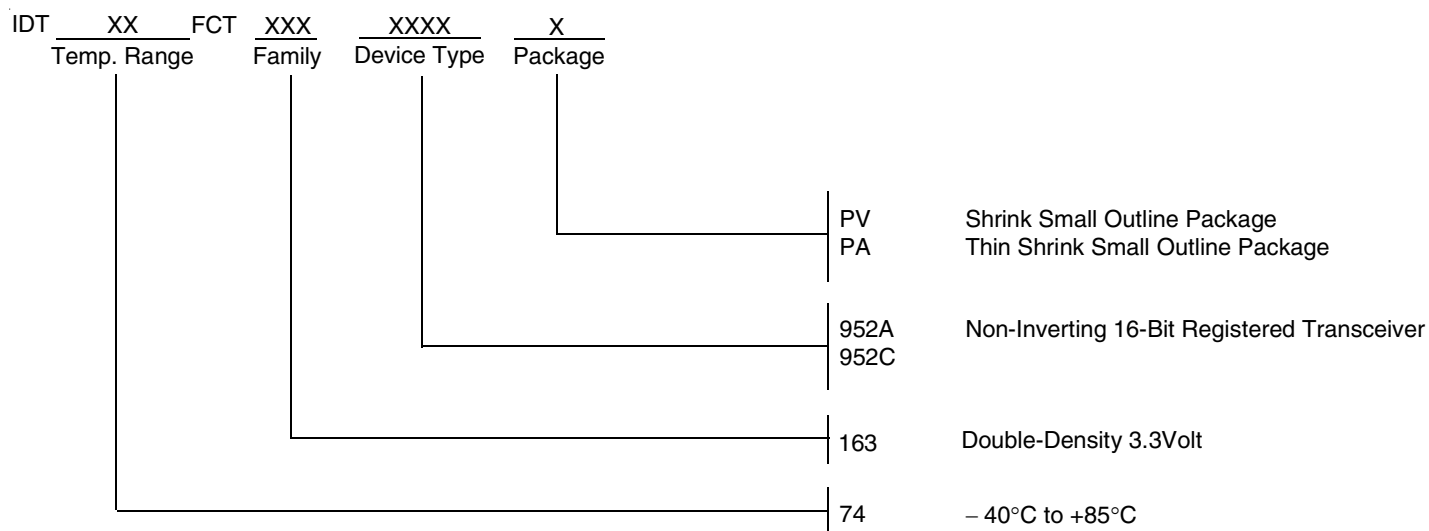 IDT XX FCT XXX XXXX X
Temp. Range Family Device Type Package
PV Shrink Small Outline Package
PA Thin Shrink Small Outline Package
952A Non-Inverting 16-Bit Registered Transceiver
952C
163 Double-Density 3.3Volt
74 – 40°C to +85°C